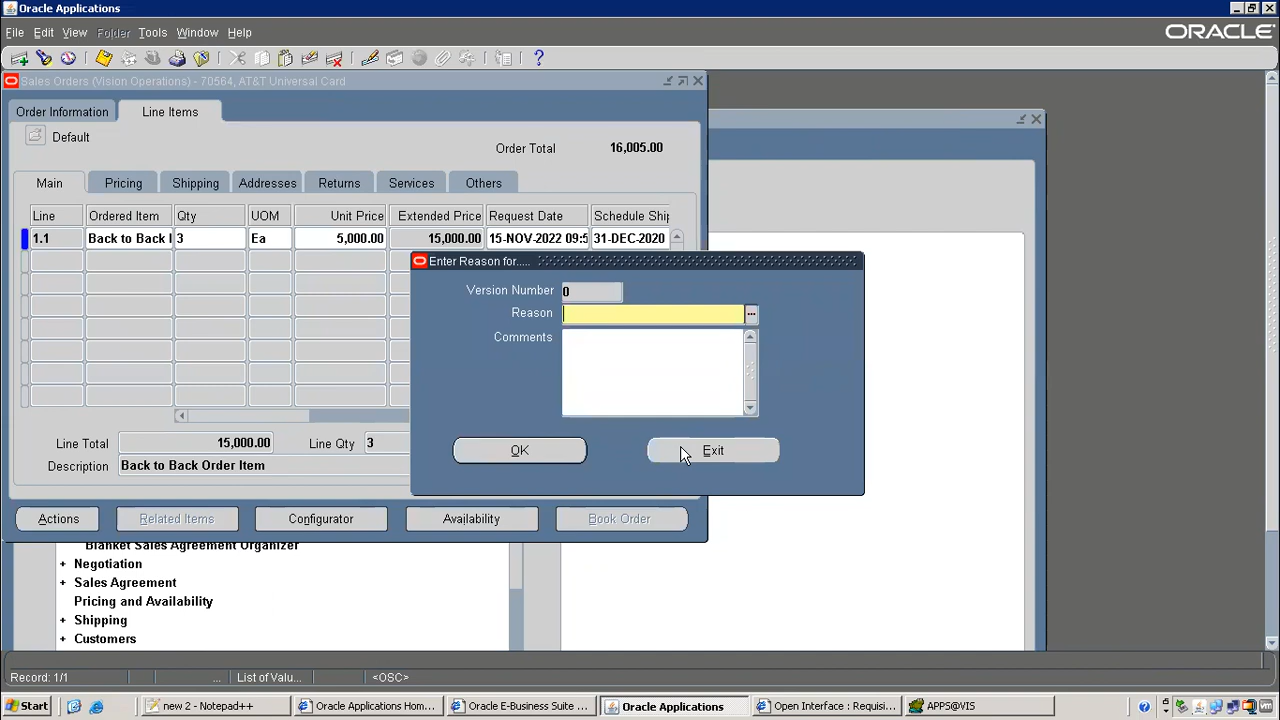 Oracle Applications
File Edit View Folder Tools Window Help
ORACLE
Sales Orders (Vision Operations) - 70564, AT&T Universal Card
Order Information Line Items
Default
Order Total 16,005.00
Main Pricing Shipping Addresses Returns Services Others
Line Ordered Item Qty UOM Unit Price Extended Price Request Date Schedule Ship
1.1 Back to Back I 3 Ea 5,000.00 15,000.00 15-NOV-2022 09:5 31-DEC-2020
Enter Reason for.....
Version Number 0
Reason
Comments
OK Exit
Line Total 15,000.00 Line Qty 3
Description Back to Back Order Item
Actions Related Items Configurator Availability Book Order
Blanket Sales Agreement Organizer
+ Negotiation
+ Sales Agreement
Pricing and Availability
+ Shipping
+ Customers
Record: 1/1 ... List of Valu... <OSC>
Start new 2 - Notepad++ Oracle Applications Hom... Oracle E-Business Suite ... Oracle Applications Open Interface : Requisi... APPS@VIS